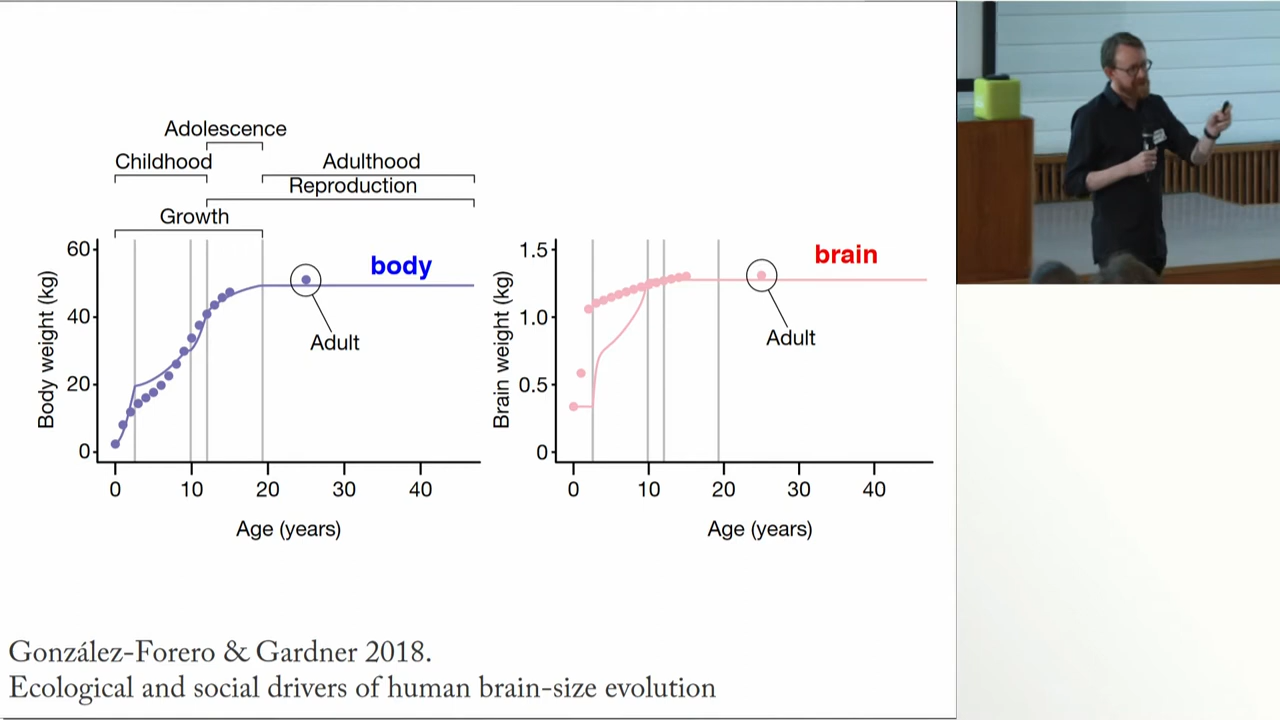 Adolescence
Childhood
Adulthood
Reproduction
Growth
60
40
20
0
Body weight (kg)
body
Adult
0 10 20 30 40
Age (years)
1.5
1.0
0.5
0
Brain weight (kg)
brain
Adult
0 10 20 30 40
Age (years)
González-Forero & Gardner 2018.
Ecological and social drivers of human brain-size evolution